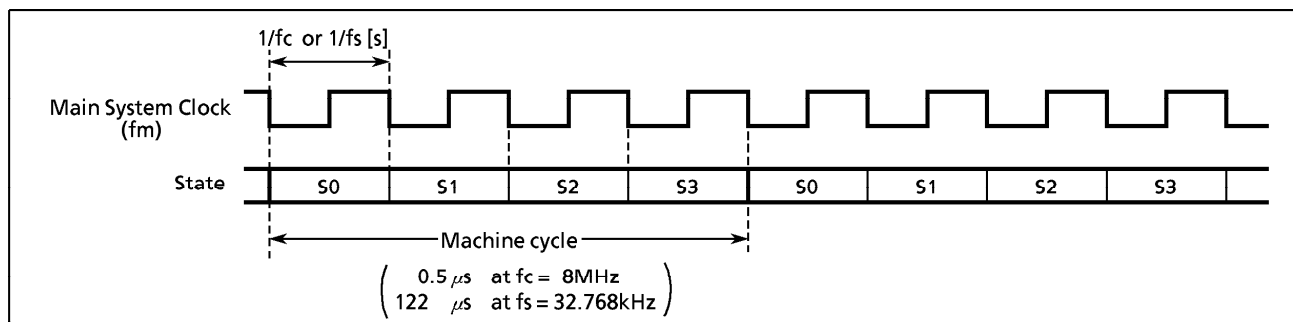 1/fc or 1/fs [s]
Main System Clock
(fm)
State S0 S1 S2 S3 S0 S1 S2 S3
Machine cycle
0.5 μs at fc = 8MHz
122 μs at fs = 32.768kHz